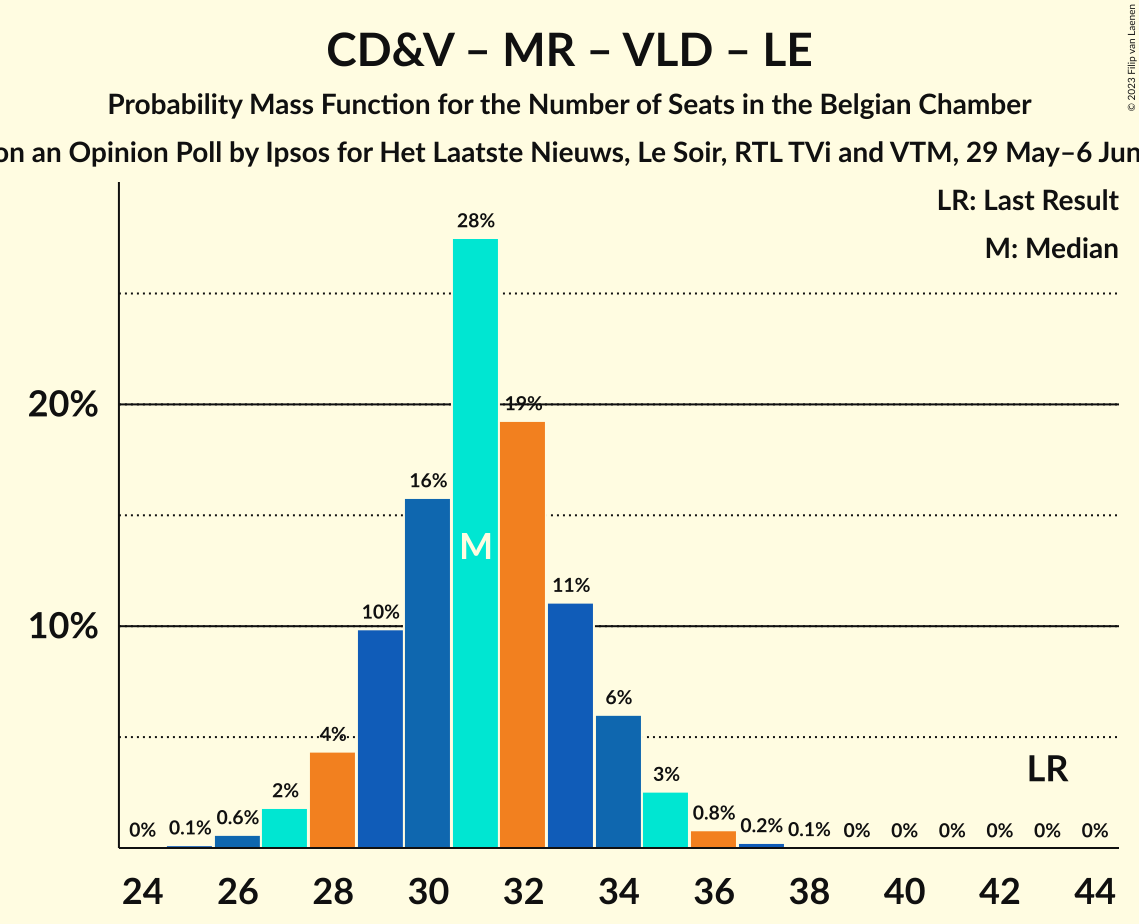 CD&V – MR – VLD – LE
Probability Mass Function for the Number of Seats in the Belgian Chamber
on an Opinion Poll by Ipsos for Het Laatste Nieuws, Le Soir, RTL TVi and VTM, 29 May–6 Jun
© 2023 Filip van Laenen
LR: Last Result
M: Median
28%
20%
19%
16%
M
11%
10%
10%
6%
4%
LR
3%
2%
0% 0.1% 0.6% 0.8% 0.2% 0.1% 0% 0% 0% 0% 0% 0%
24 26 28 30 32 34 36 38 40 42 44